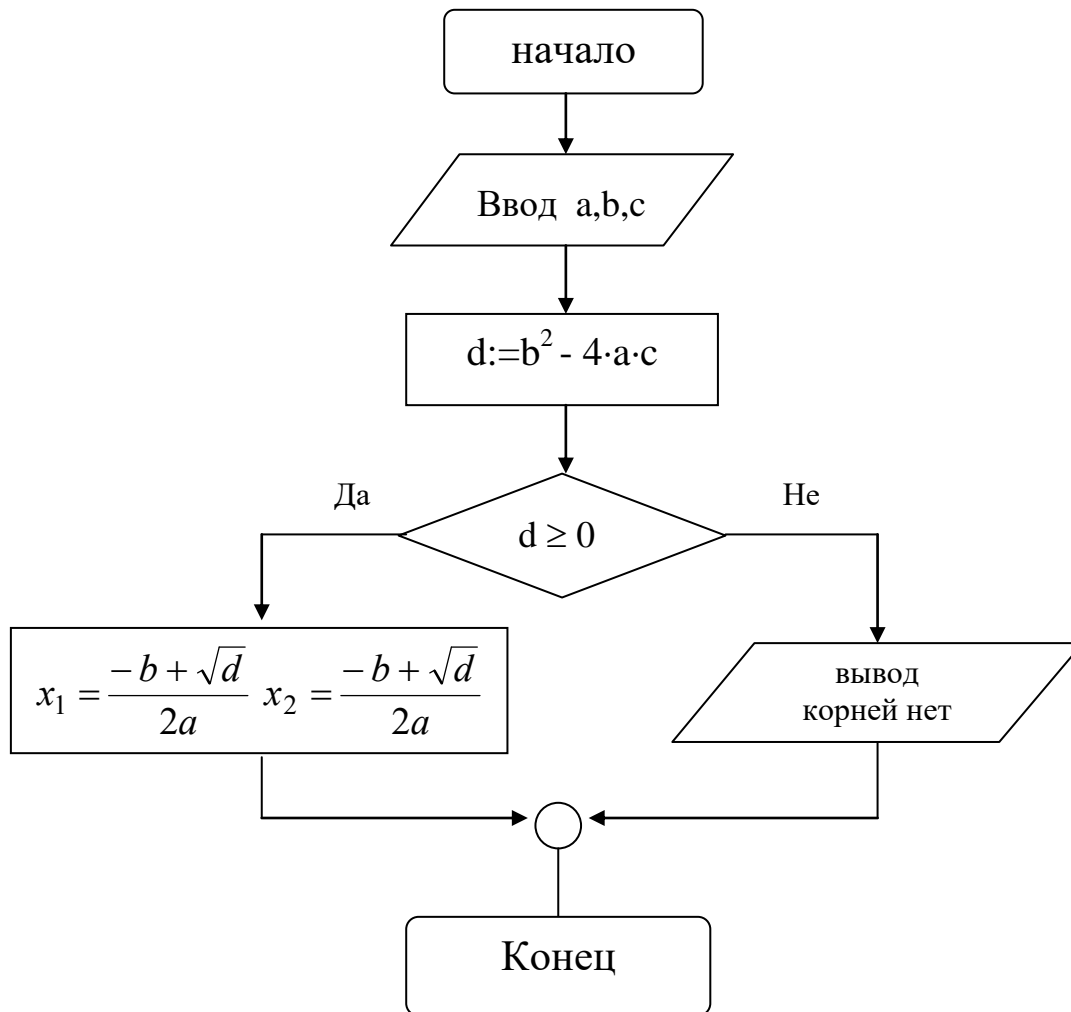 начало
Ввод a,b,c
d:=b² - 4·a·c
Да
Не
d ≥ 0
x₁ = (-b + √d)/2a x₂ = (-b + √d)/2a
вывод
корней нет
Конец